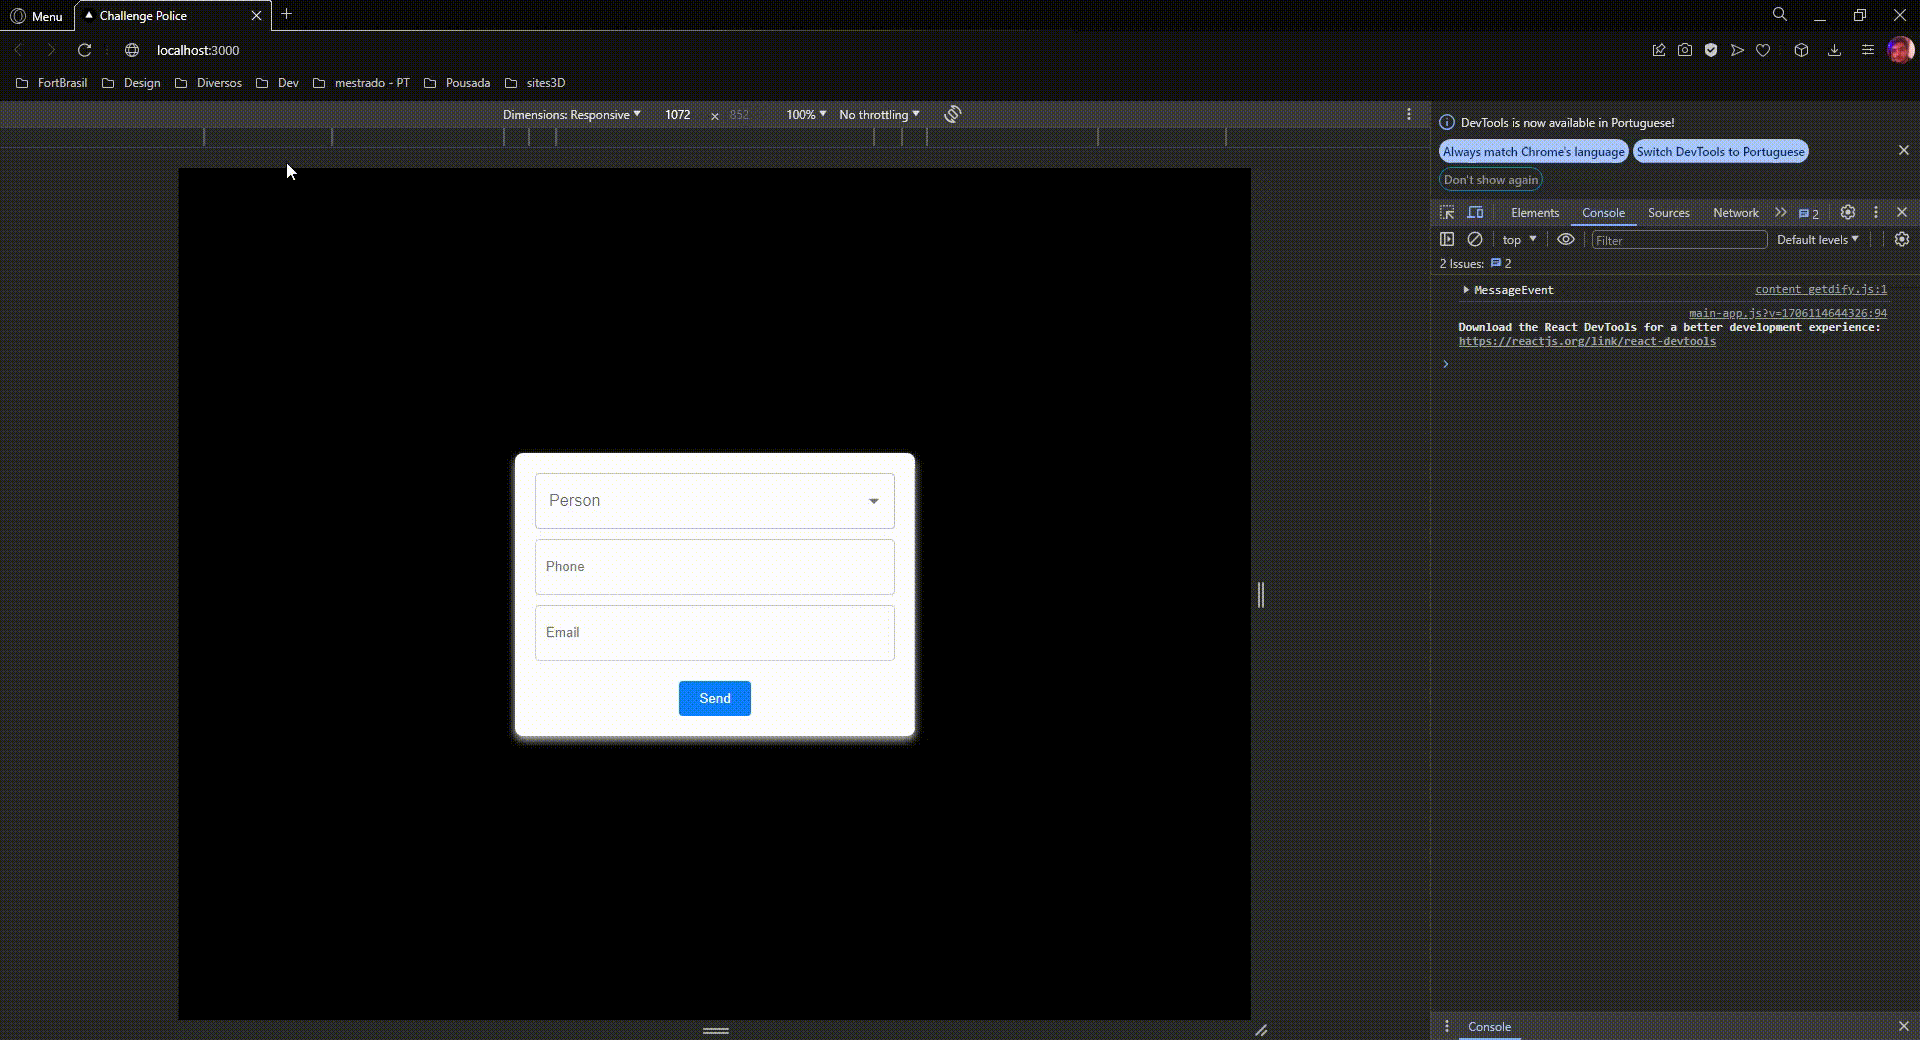 Menu
Challenge Police
localhost:3000
FortBrasil
Design
Diversos
Dev
mestrado - PT
Pousada
sites3D
Dimensions: Responsive
1072
×
852
100%
No throttling
DevTools is now available in Portuguese!
Always match Chrome's language
Switch DevTools to Portuguese
Don't show again
Elements
Console
Sources
Network
2
top
Filter
Default levels
2 Issues:
2
MessageEvent
content getdify.js:1
main-app.js?v=1706114644326:94
Download the React DevTools for a better development experience:
https://reactjs.org/link/react-devtools
Person
Phone
Email
Send
Console